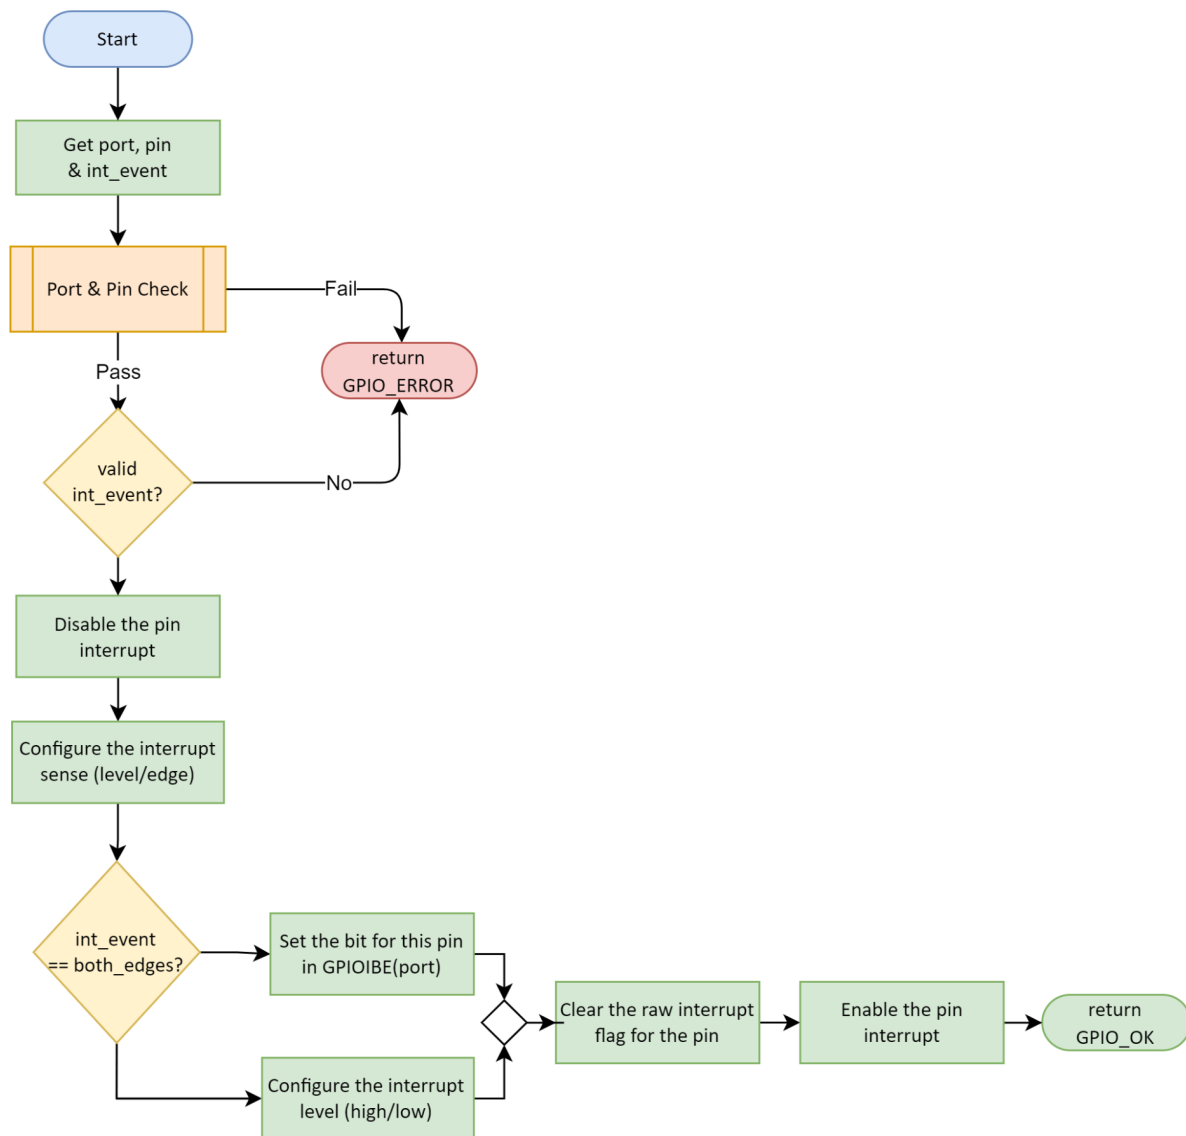 Start
Get port, pin
& int_event
Port & Pin Check
Fail
return
GPIO_ERROR
Pass
valid
int_event?
No
Disable the pin
interrupt
Configure the interrupt
sense (level/edge)
int_event
== both_edges?
Set the bit for this pin
in GPIOIBE(port)
Configure the interrupt
level (high/low)
Clear the raw interrupt
flag for the pin
Enable the pin
interrupt
return
GPIO_OK